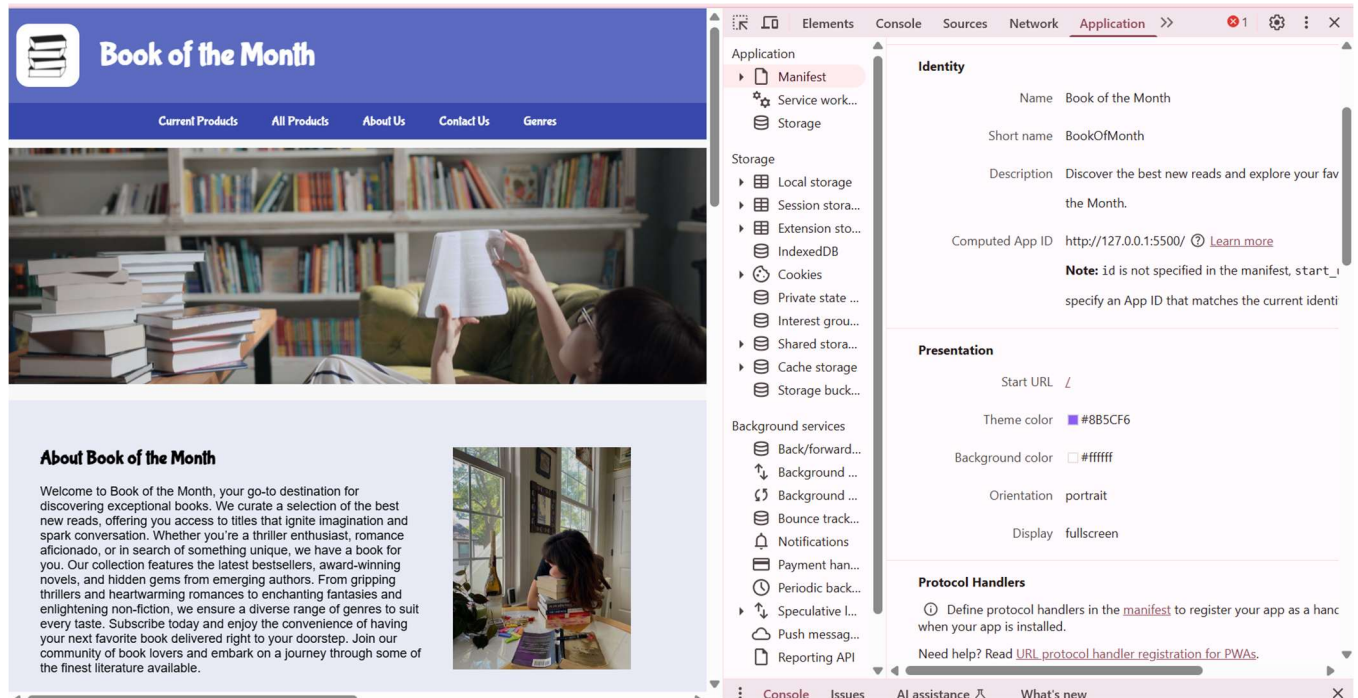 Book of the Month
Current Products All Products About Us Contact Us Genres
About Book of the Month
Welcome to Book of the Month, your go-to destination for
discovering exceptional books. We curate a selection of the best
new reads, offering you access to titles that ignite imagination and
spark conversation. Whether you're a thriller enthusiast, romance
aficionado, or in search of something unique, we have a book for
you. Our collection features the latest bestsellers, award-winning
novels, and hidden gems from emerging authors. From gripping
thrillers and heartwarming romances to enchanting fantasies and
enlightening non-fiction, we ensure a diverse range of genres to suit
every taste. Subscribe today and enjoy the convenience of having
your next favorite book delivered right to your doorstep. Join our
community of book lovers and embark on a journey through some of
the finest literature available.
Elements Console Sources Network Application 1
Application
Manifest
Service work...
Storage
Storage
Local storage
Session stora...
Extension sto...
IndexedDB
Cookies
Private state ...
Interest grou...
Shared stora...
Cache storage
Storage buck...
Background services
Back/forward...
Background ...
Background ...
Bounce track...
Notifications
Payment han...
Periodic back...
Speculative l...
Push messag...
Reporting API
Identity
Name Book of the Month
Short name BookOfMonth
Description Discover the best new reads and explore your fav
the Month.
Computed App ID http://127.0.0.1:5500/ Learn more
Note: id is not specified in the manifest, start_
specify an App ID that matches the current identi
Presentation
Start URL /
Theme color #8B5CF6
Background color #ffffff
Orientation portrait
Display fullscreen
Protocol Handlers
Define protocol handlers in the manifest to register your app as a hand
when your app is installed.
Need help? Read URL protocol handler registration for PWAs.
Console Issues AI assistance What's new